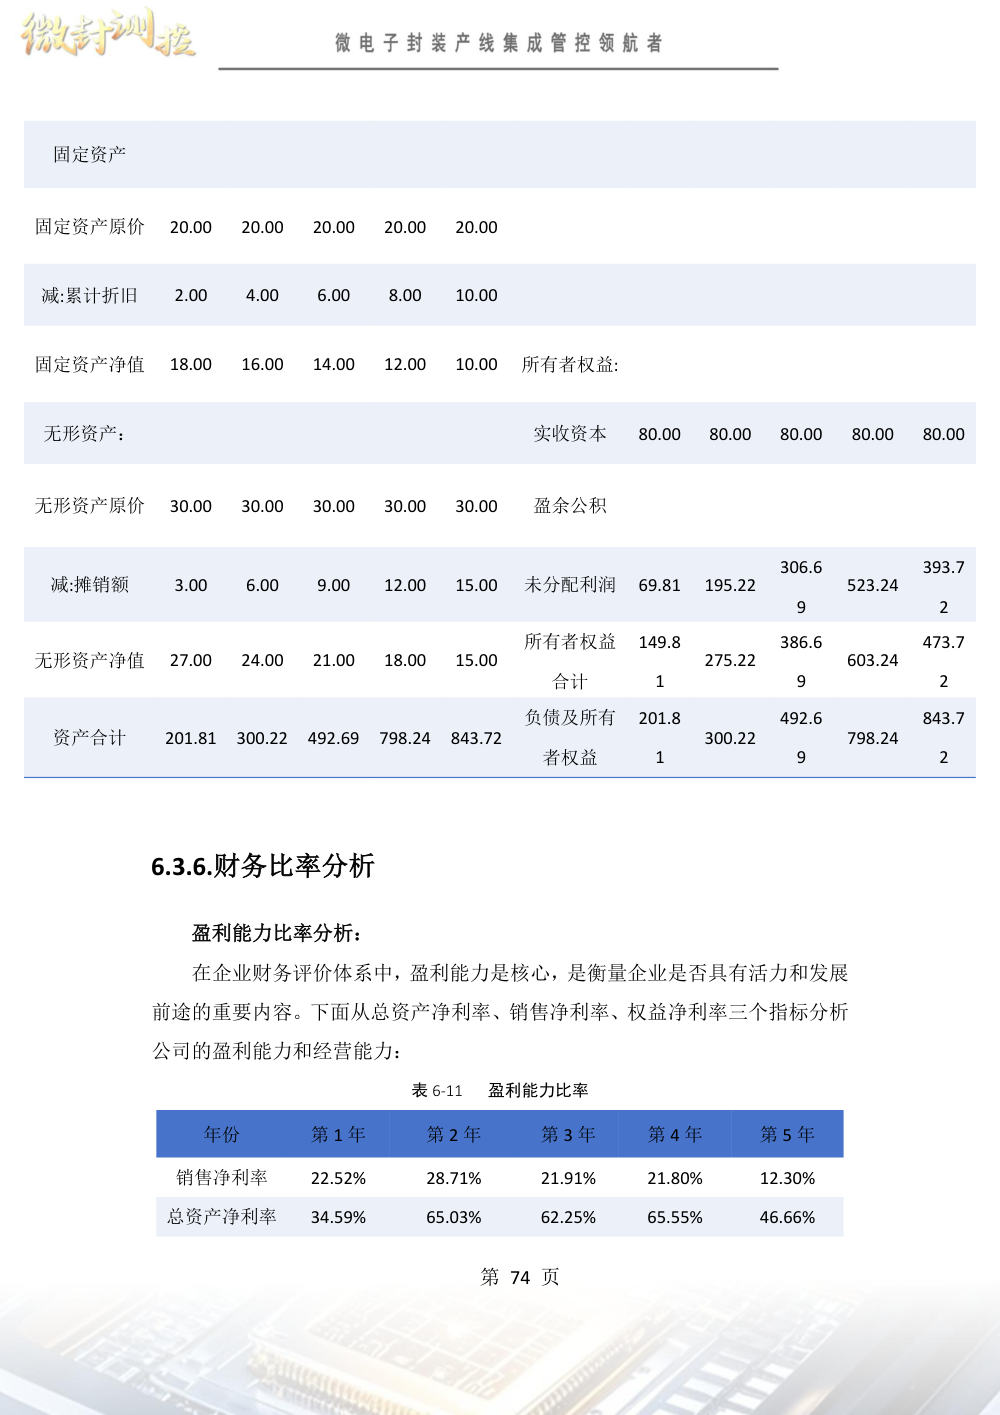 微封测控
微电子封装产线集成管控领航者
固定资产
固定资产原价 20.00 20.00 20.00 20.00 20.00
减:累计折旧 2.00 4.00 6.00 8.00 10.00
固定资产净值 18.00 16.00 14.00 12.00 10.00 所有者权益:
无形资产： 实收资本 80.00 80.00 80.00 80.00 80.00
无形资产原价 30.00 30.00 30.00 30.00 30.00 盈余公积
减:摊销额 3.00 6.00 9.00 12.00 15.00 未分配利润 69.81 195.22 306.69 523.24 393.72
无形资产净值 27.00 24.00 21.00 18.00 15.00 所有者权益合计 149.81 275.22 386.69 603.24 473.72
资产合计 201.81 300.22 492.69 798.24 843.72 负债及所有者权益 201.81 300.22 492.69 798.24 843.72
6.3.6.财务比率分析
盈利能力比率分析：
在企业财务评价体系中，盈利能力是核心，是衡量企业是否具有活力和发展
前途的重要内容。下面从总资产净利率、销售净利率、权益净利率三个指标分析
公司的盈利能力和经营能力：
表 6-11 盈利能力比率
年份 第 1 年 第 2 年 第 3 年 第 4 年 第 5 年
销售净利率 22.52% 28.71% 21.91% 21.80% 12.30%
总资产净利率 34.59% 65.03% 62.25% 65.55% 46.66%
第 74 页